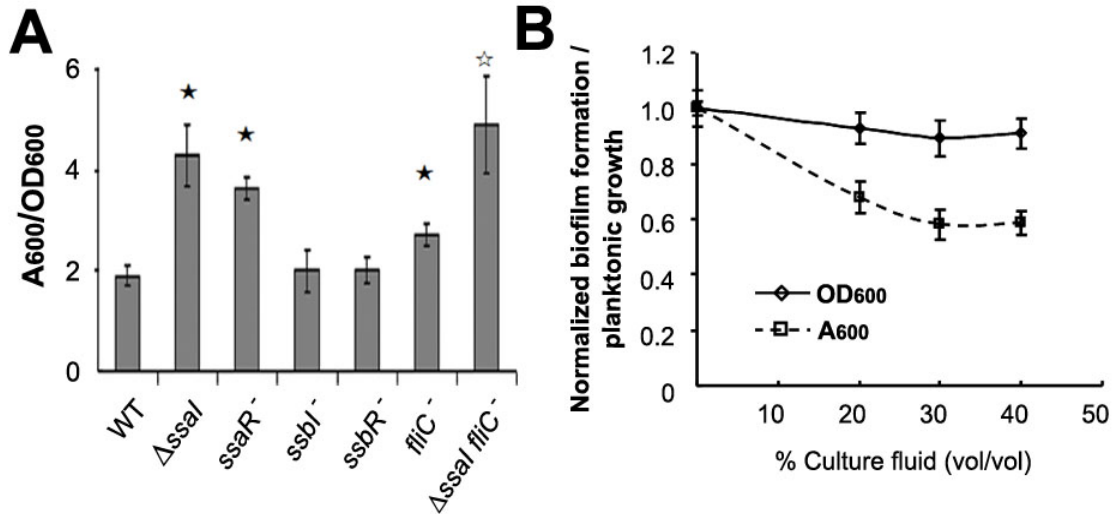 A
A600/OD600
6
4
2
0
★
★
★
☆
WT
ΔssaI
ssaR -
ssbI -
ssbR -
fliC -
ΔssaI fliC -
B
Normalized biofilm formation /
planktonic growth
1.2
1.0
0.8
0.6
0.4
0.2
0
OD600
A600
10
20
30
40
50
% Culture fluid (vol/vol)